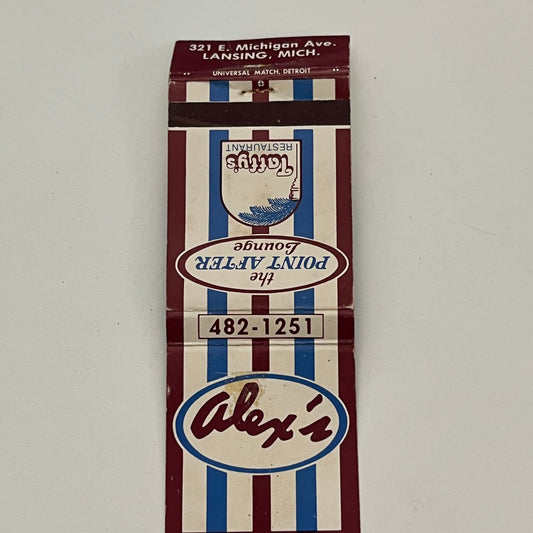 321 E. Michigan Ave.
LANSING, MICH.
UNIVERSAL MATCH, DETROIT
Taffy's
RESTAURANT
the
POINT AFTER
Lounge
482-1251
alex's